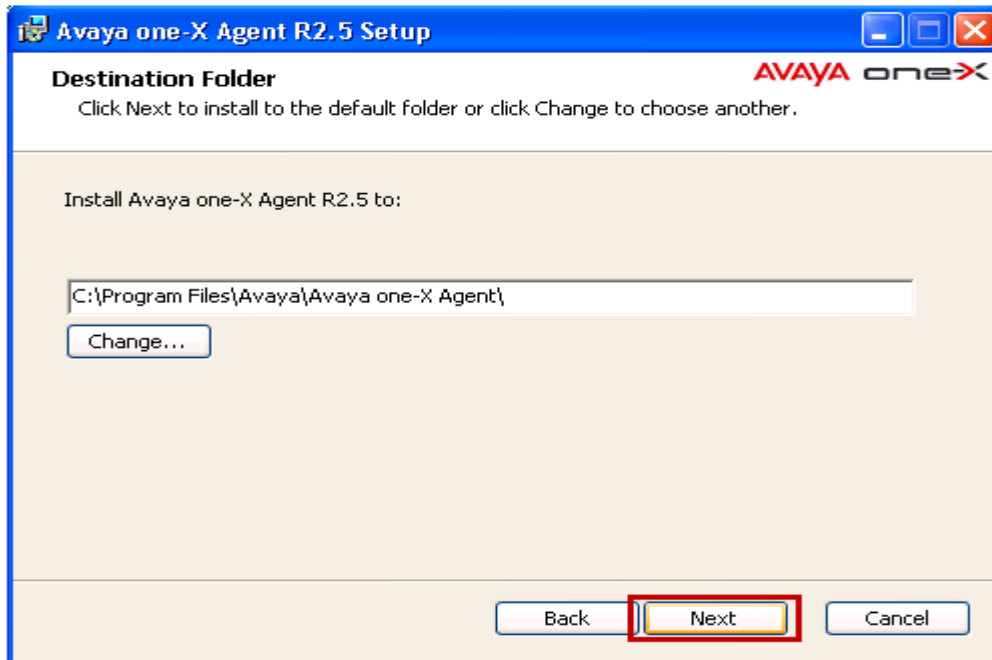 Avaya one-X Agent R2.5 Setup
Destination Folder
AVAYA one-X
Click Next to install to the default folder or click Change to choose another.
Install Avaya one-X Agent R2.5 to:
C:\Program Files\Avaya\Avaya one-X Agent\
Change...
Back Next Cancel